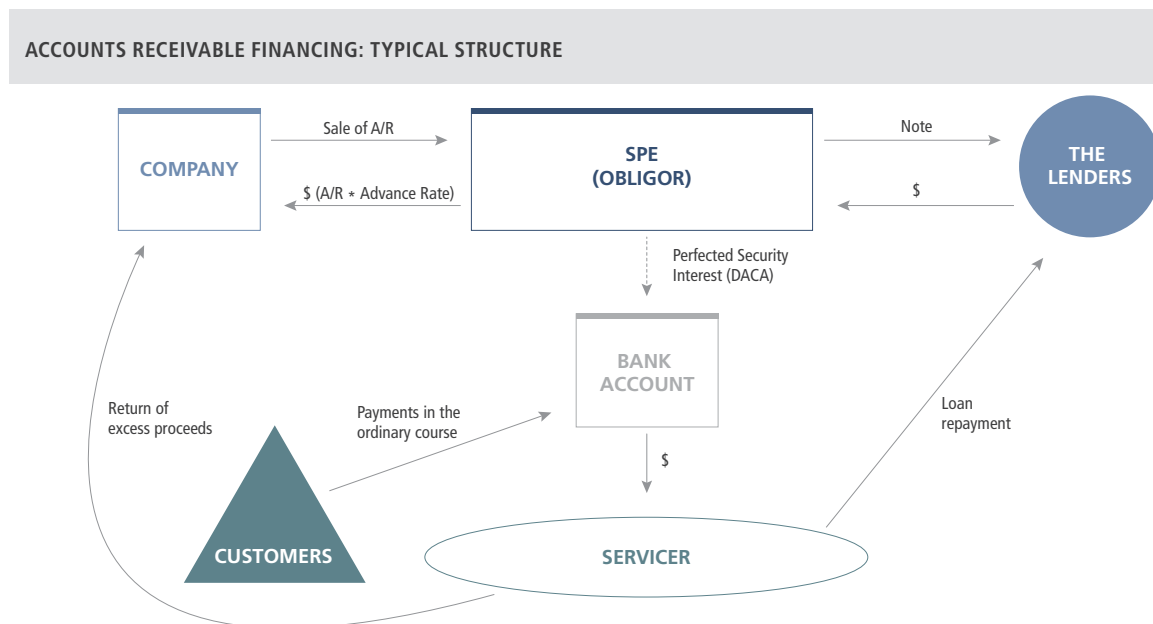 ACCOUNTS RECEIVABLE FINANCING: TYPICAL STRUCTURE
COMPANY
Sale of A/R
$ (A/R * Advance Rate)
SPE
(OBLIGOR)
Note
$
THE
LENDERS
Perfected Security
Interest (DACA)
BANK
ACCOUNT
Return of
excess proceeds
Payments in the
ordinary course
Loan
repayment
$
CUSTOMERS
SERVICER